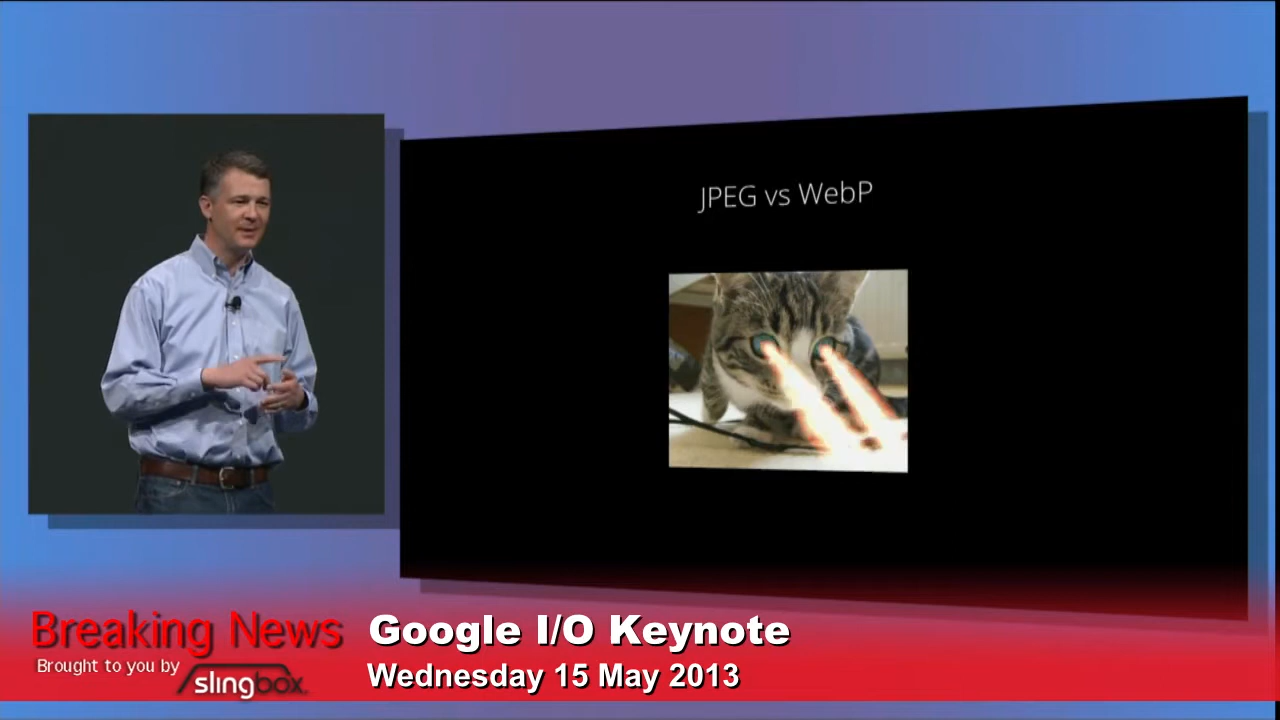 JPEG vs WebP
Breaking News
Brought to you by
slingbox.
Google I/O Keynote
Wednesday 15 May 2013